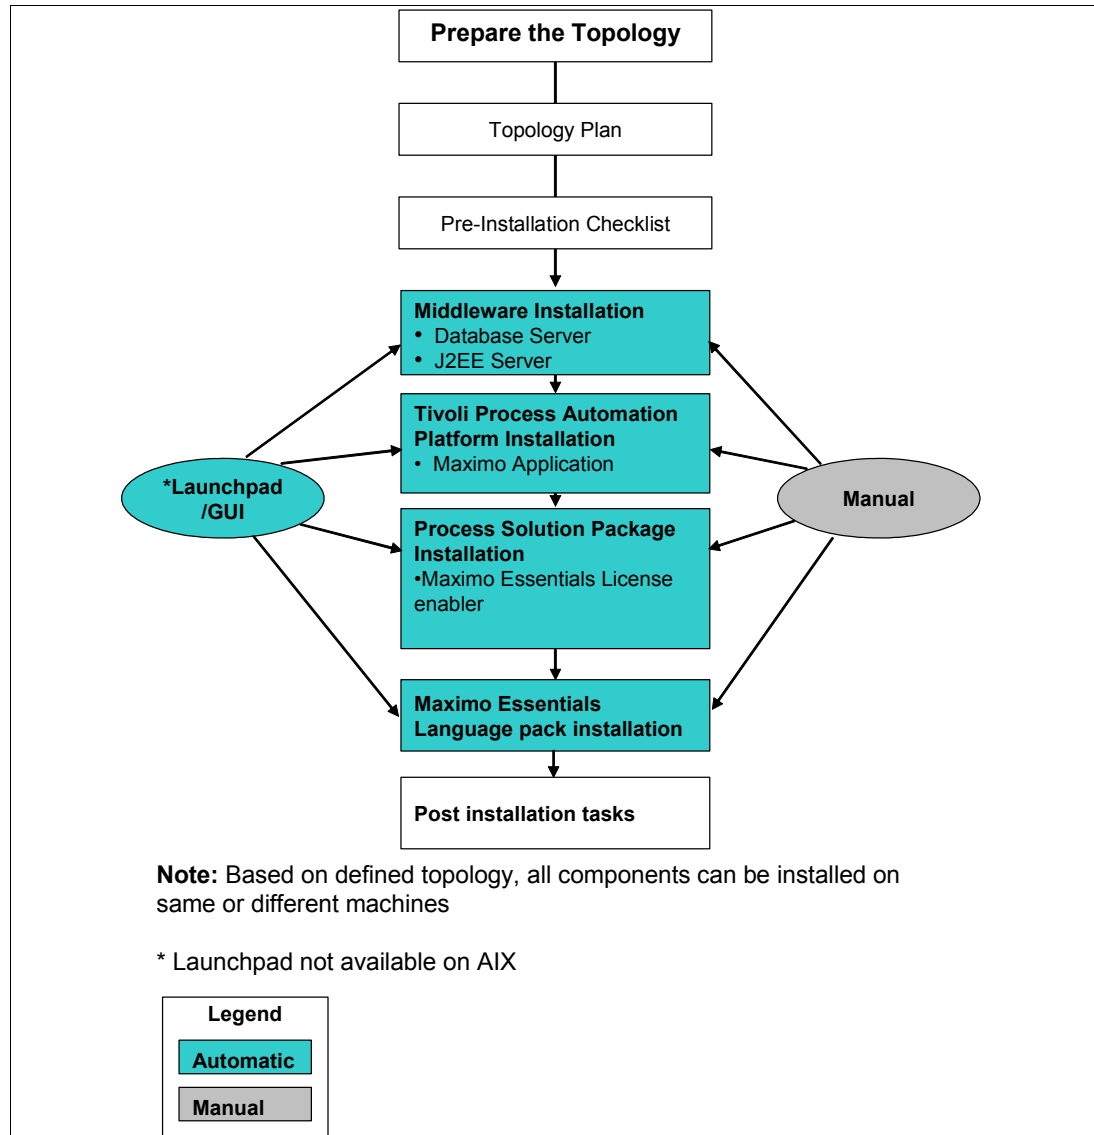 Prepare the Topology
Topology Plan
Pre-Installation Checklist
Middleware Installation
• Database Server
• J2EE Server
Tivoli Process Automation
Platform Installation
• Maximo Application
*Launchpad
/GUI
Manual
Process Solution Package
Installation
•Maximo Essentials License
enabler
Maximo Essentials
Language pack installation
Post installation tasks
Note: Based on defined topology, all components can be installed on
same or different machines
* Launchpad not available on AIX
Legend
Automatic
Manual